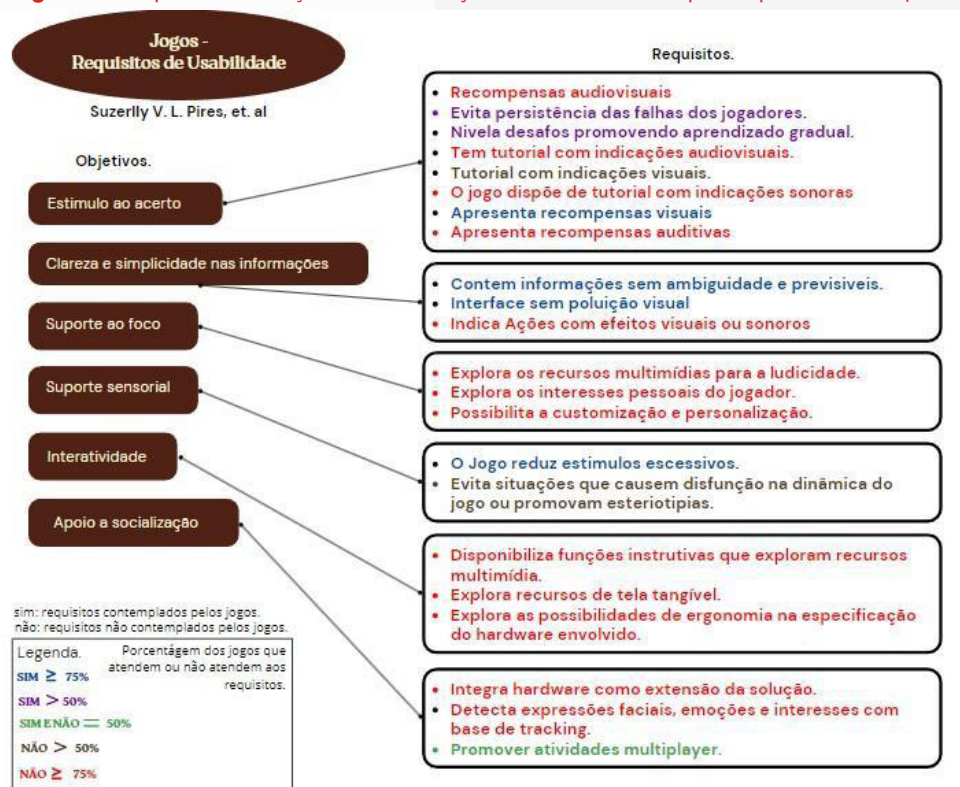 Jogos -
Requisitos de Usabilidade
Suzerlly V. L. Pires, et. al
Objetivos.
Estimulo ao acerto
Clareza e simplicidade nas informações
Suporte ao foco
Suporte sensorial
Interatividade
Apoio a socialização
Requisitos.
Recompensas audiovisuais
Evita persistência das falhas dos jogadores.
Nivela desafos promovendo aprendizado gradual.
Tem tutorial com indicações audiovisuais.
Tutorial com indicações visuais.
O jogo dispõe de tutorial com indicações sonoras
Apresenta recompensas visuais
Apresenta recompensas auditivas
Contem informações sem ambiguidade e previsiveis.
Interface sem poluição visual
Indica Ações com efeitos visuais ou sonoros
Explora os recursos multimídias para a ludicidade.
Explora os interesses pessoais do jogador.
Possibilita a customização e personalização.
O Jogo reduz estimulos escessivos.
Evita situações que causem disfunção na dinâmica do
jogo ou promovam esteriotipias.
Disponibiliza funções instrutivas que exploram recursos
multimídia.
Explora recursos de tela tangível.
Explora as possibilidades de ergonomia na especificação
do hardware envolvido.
Integra hardware como extensão da solução.
Detecta expressões faciais, emoções e interesses com
base de tracking.
Promover atividades multiplayer.
sim: requisitos contemplados pelos jogos.
não: requisitos não contemplados pelos jogos.
Legenda.
Porcentágem dos jogos que
atendem ou não atendem aos
requisitos.
SIM ≥ 75%
SIM > 50%
SIM E NÃO = 50%
NÃO > 50%
NÃO ≥ 75%